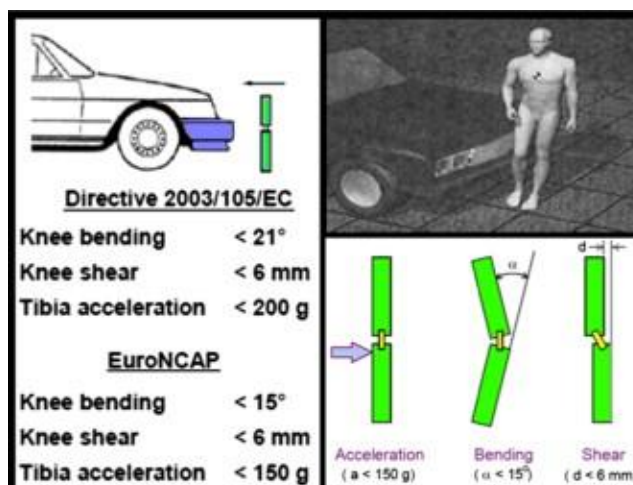 Directive 2003/105/EC
Knee bending < 21°
Knee shear < 6 mm
Tibia acceleration < 200 g
EuroNCAP
Knee bending < 15°
Knee shear < 6 mm
Tibia acceleration < 150 g
d
α
Acceleration Bending Shear
( a < 150 g ) ( α < 15° ) ( d < 6 mm )